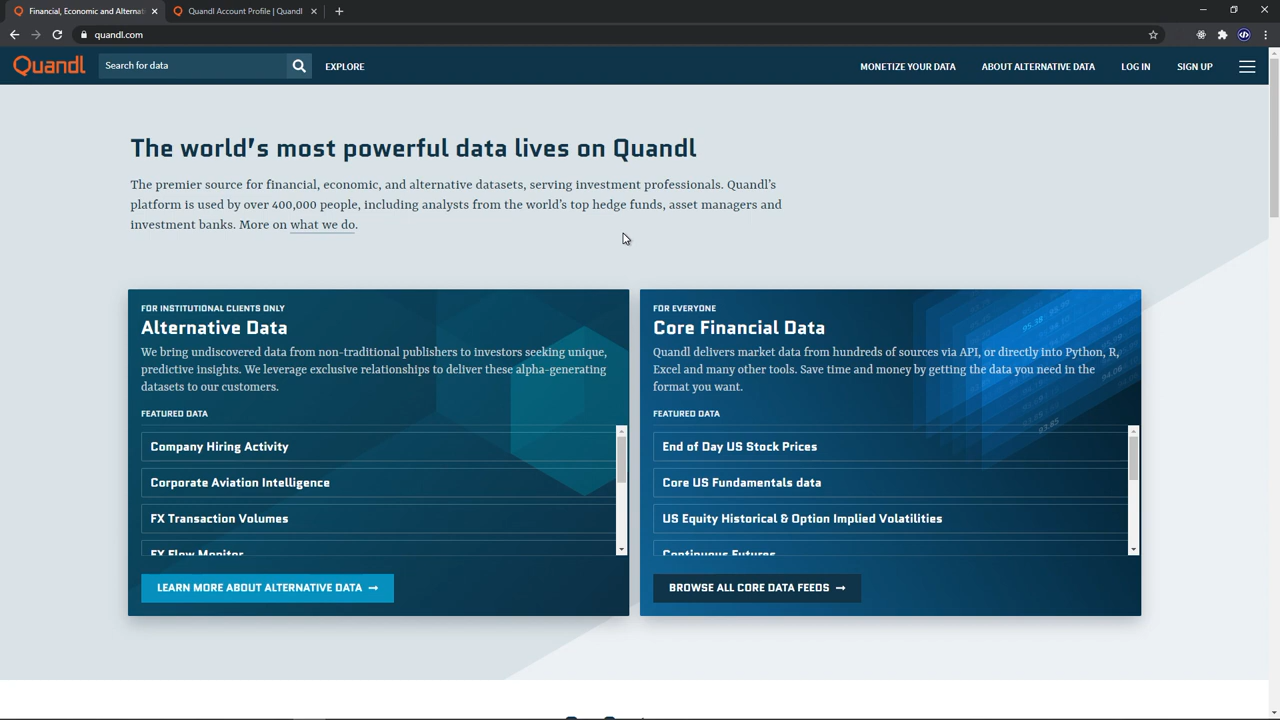 Financial, Economic and Alterna
Quandl Account Profile | Quandl
quandl.com
Quandl
Search for data
EXPLORE
MONETIZE YOUR DATA
ABOUT ALTERNATIVE DATA
LOG IN
SIGN UP
The world's most powerful data lives on Quandl
The premier source for financial, economic, and alternative datasets, serving investment professionals. Quandl's
platform is used by over 400,000 people, including analysts from the world's top hedge funds, asset managers and
investment banks. More on what we do.
FOR INSTITUTIONAL CLIENTS ONLY
Alternative Data
We bring undiscovered data from non-traditional publishers to investors seeking unique,
predictive insights. We leverage exclusive relationships to deliver these alpha-generating
datasets to our customers.
FEATURED DATA
Company Hiring Activity
Corporate Aviation Intelligence
FX Transaction Volumes
FX Flow Monitor
LEARN MORE ABOUT ALTERNATIVE DATA →
FOR EVERYONE
Core Financial Data
Quandl delivers market data from hundreds of sources via API, or directly into Python, R,
Excel and many other tools. Save time and money by getting the data you need in the
format you want.
FEATURED DATA
End of Day US Stock Prices
Core US Fundamentals data
US Equity Historical & Option Implied Volatilities
Continuous Futures
BROWSE ALL CORE DATA FEEDS →
95.18
94.06
93.85